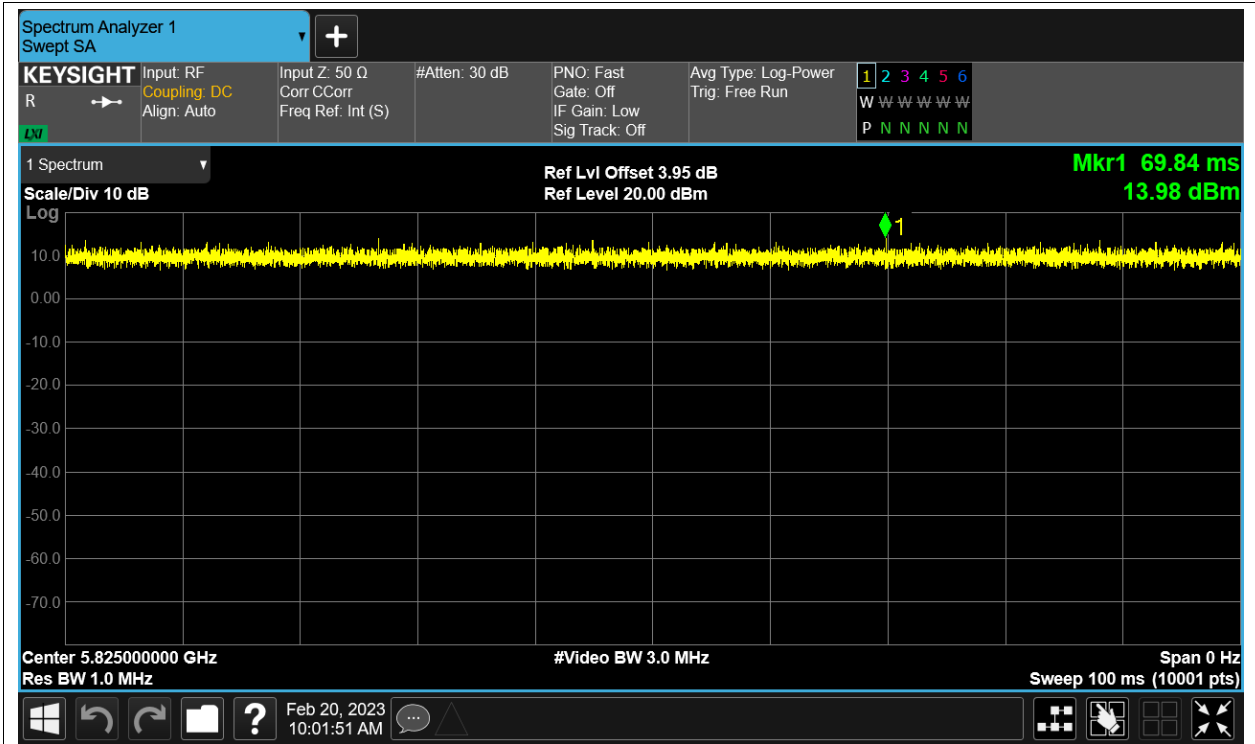 Spectrum Analyzer 1
Swept SA
+
KEYSIGHT Input: RF Input Z: 50 Ω #Atten: 30 dB PNO: Fast Avg Type: Log-Power 1 2 3 4 5 6
R Coupling: DC Corr CCorr Gate: Off Trig: Free Run W W W W W W
Align: Auto Freq Ref: Int (S) IF Gain: Low
LXI Sig Track: Off P N N N N N
1 Spectrum Ref Lvl Offset 3.95 dB Mkr1 69.84 ms
Scale/Div 10 dB Ref Level 20.00 dBm 13.98 dBm
Log
1
10.0
0.00
-10.0
-20.0
-30.0
-40.0
-50.0
-60.0
-70.0
Center 5.825000000 GHz #Video BW 3.0 MHz Span 0 Hz
Res BW 1.0 MHz Sweep 100 ms (10001 pts)
? Feb 20, 2023
10:01:51 AM